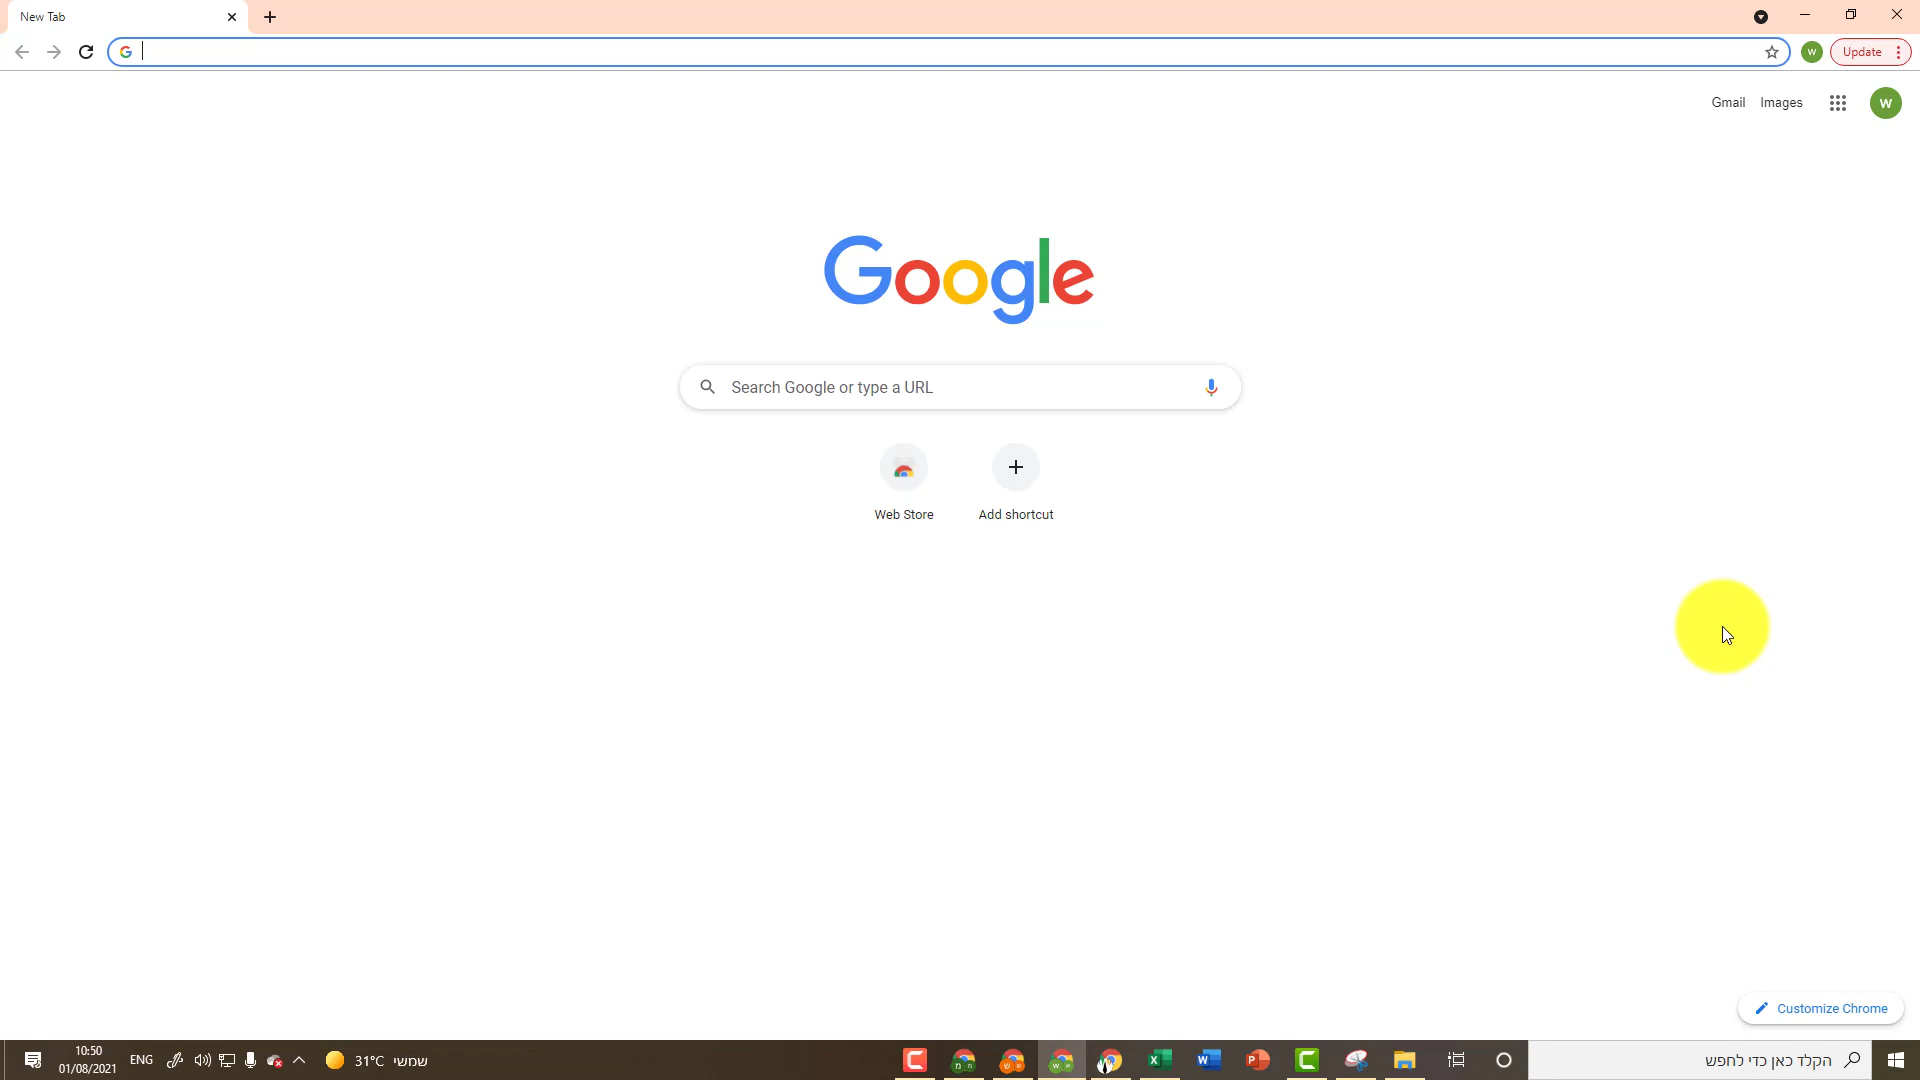 New Tab
Update
W
Gmail
Images
W
Google
Search Google or type a URL
Web Store
Add shortcut
Customize Chrome
10:50
01/08/2021
ENG
31°C שמשי
הקלד כאן כדי לחפש